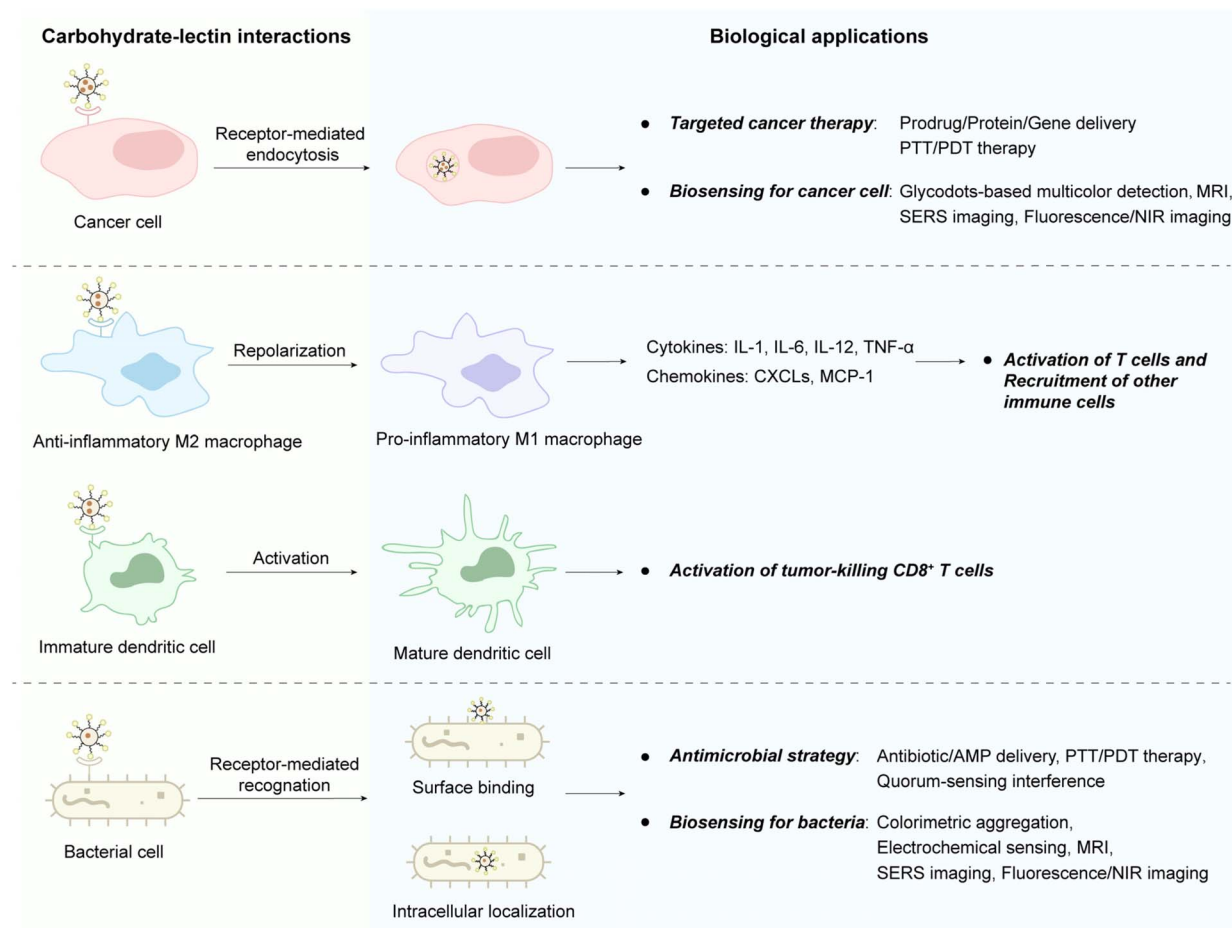 Carbohydrate-lectin interactions
Biological applications
Receptor-mediated
endocytosis
Cancer cell
● Targeted cancer therapy: Prodrug/Protein/Gene delivery
PTT/PDT therapy
● Biosensing for cancer cell: Glycodots-based multicolor detection, MRI,
SERS imaging, Fluorescence/NIR imaging
Repolarization
Anti-inflammatory M2 macrophage
Pro-inflammatory M1 macrophage
Cytokines: IL-1, IL-6, IL-12, TNF-α
Chemokines: CXCLs, MCP-1
● Activation of T cells and
Recruitment of other
immune cells
Activation
Immature dendritic cell
Mature dendritic cell
● Activation of tumor-killing CD8⁺ T cells
Receptor-mediated
recognation
Bacterial cell
Surface binding
Intracellular localization
● Antimicrobial strategy: Antibiotic/AMP delivery, PTT/PDT therapy,
Quorum-sensing interference
● Biosensing for bacteria: Colorimetric aggregation,
Electrochemical sensing, MRI,
SERS imaging, Fluorescence/NIR imaging